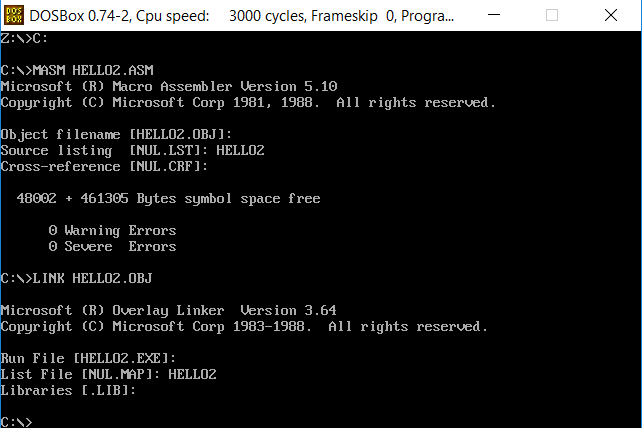 DOS BOX DOSBox 0.74-2, Cpu speed: 3000 cycles, Frameskip 0, Progra...
Z:\>C:
C:\>MASM HELLO2.ASM
Microsoft (R) Macro Assembler Version 5.10
Copyright (C) Microsoft Corp 1981, 1988. All rights reserved.
Object filename [HELLO2.OBJ]:
Source listing [NUL.LST]: HELLO2
Cross-reference [NUL.CRF]:
48002 + 461305 Bytes symbol space free
0 Warning Errors
0 Severe Errors
C:\>LINK HELLO2.OBJ
Microsoft (R) Overlay Linker Version 3.64
Copyright (C) Microsoft Corp 1983-1988. All rights reserved.
Run File [HELLO2.EXE]:
List File [NUL.MAP]: HELLO2
Libraries [.LIB]:
C:\>